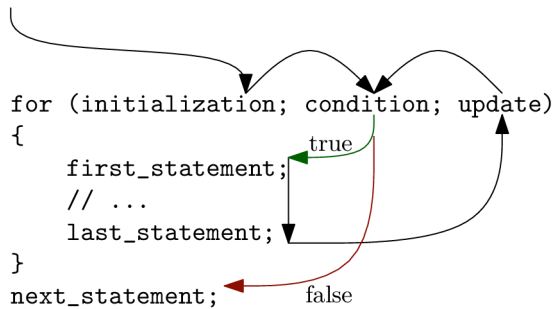 for (initialization; condition; update)
{
true
    first_statement;
    // ...
    last_statement;
}
next_statement;
false